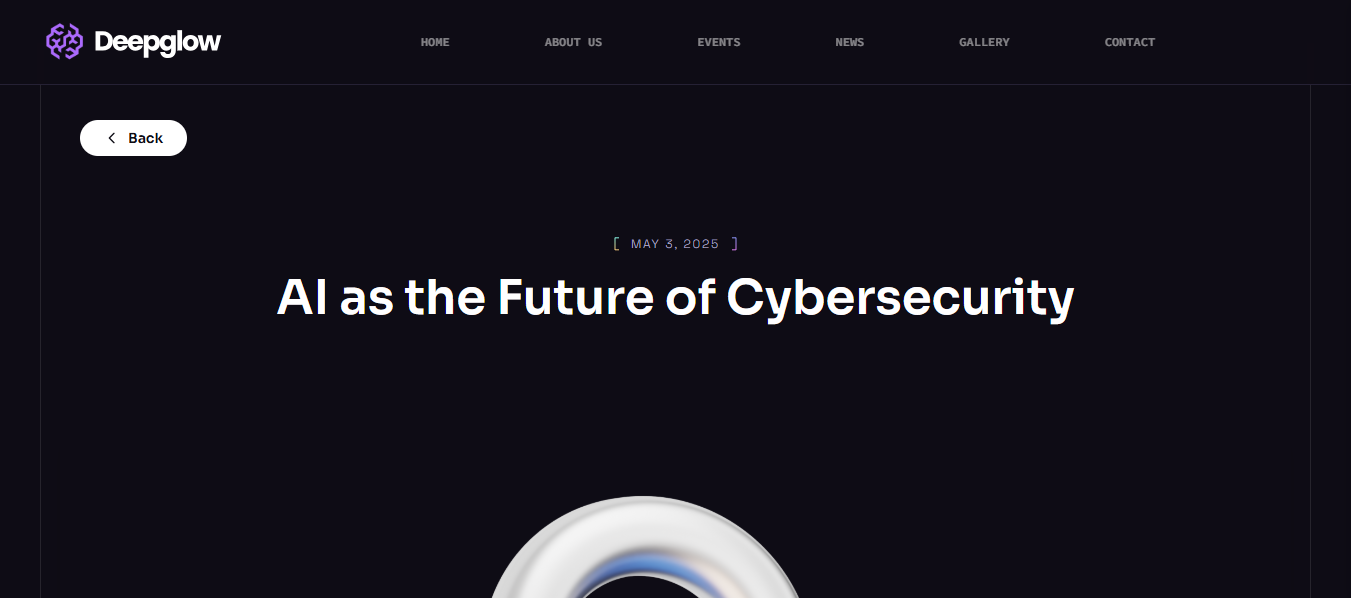 Deepglow
HOME ABOUT US EVENTS NEWS GALLERY CONTACT
Back
[ MAY 3, 2025 ]
AI as the Future of Cybersecurity